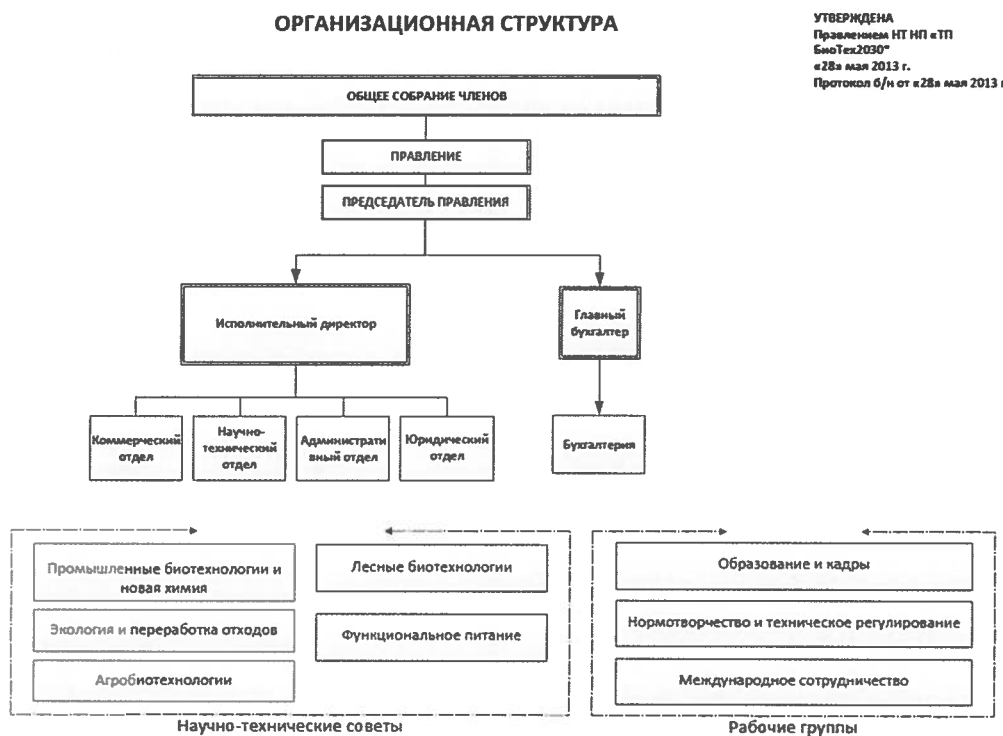 ОРГАНИЗАЦИОННАЯ СТРУКТУРА
УТВЕРЖДЕНА
Правлением НТ НП «ТП
БиоТех2030"
«28» мая 2013 г.
Протокол б/н от «28» мая 2013 г
ОБЩЕЕ СОБРАНИЕ ЧЛЕНОВ
ПРАВЛЕНИЕ
ПРЕДСЕДАТЕЛЬ ПРАВЛЕНИЯ
Исполнительный директор
Главный
бухгалтер
Коммерческий
отдел
Научно-
технический
отдел
Администрати
вный отдел
Юридический
отдел
Бухгалтерия
Промышленные биотехнологии и
новая химия
Экология и переработка отходов
Агробиотехнологии
Лесные биотехнологии
Функциональное питание
Научно-технические советы
Образование и кадры
Нормотворчество и техническое регулирование
Международное сотрудничество
Рабочие группы